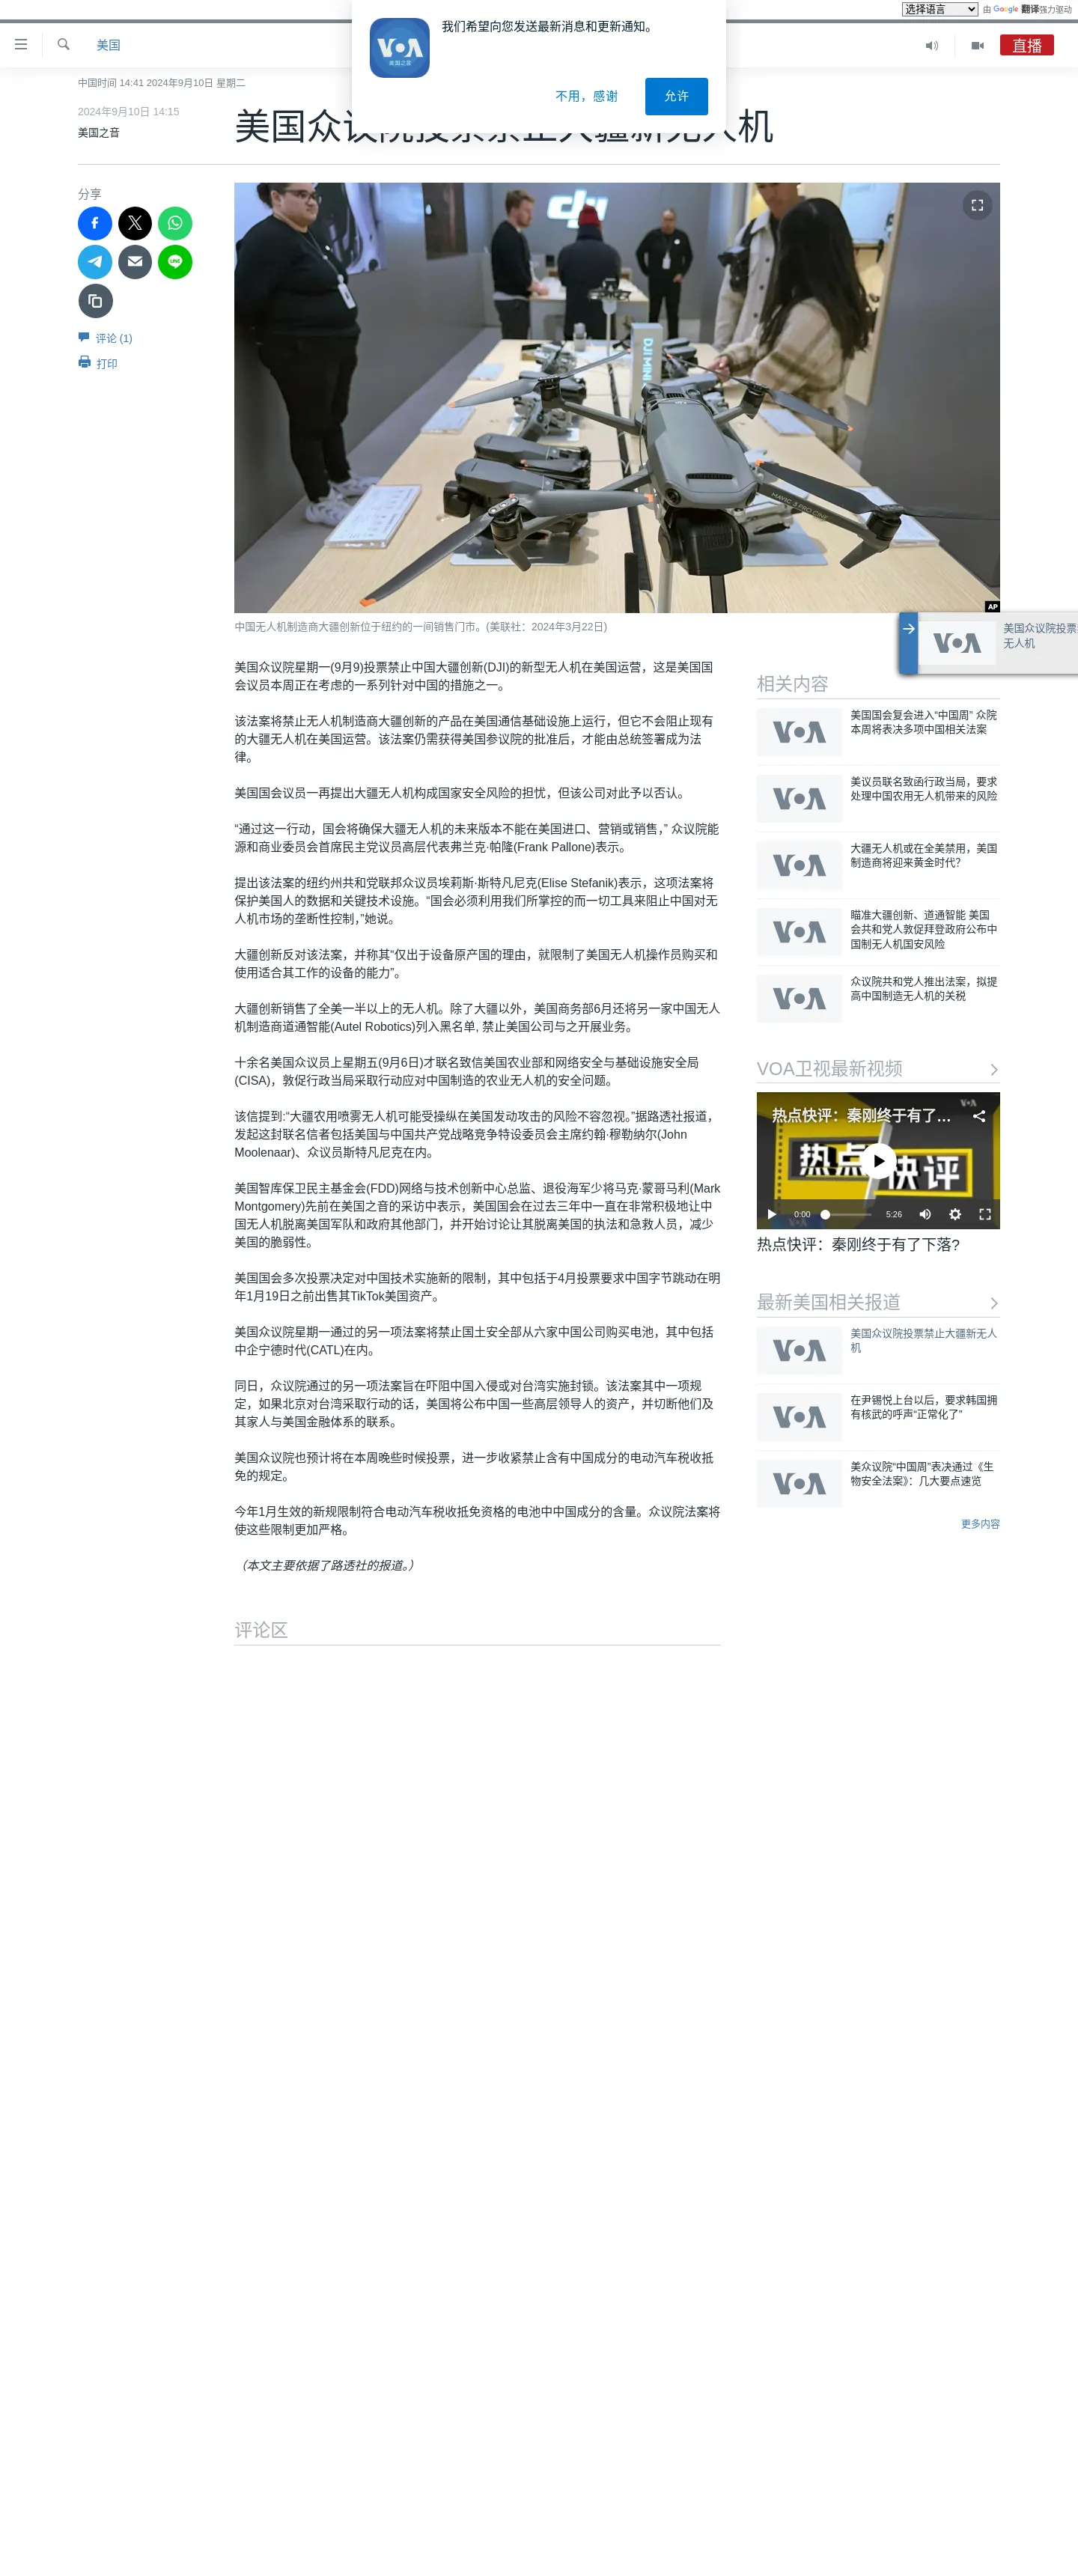 选择语言 由 Google 翻译强力驱动
我们希望向您发送最新消息和更新通知。
VOA
美国之音
不用，感谢 允许
美国
直播
中国时间 14:41 2024年9月10日 星期二
2024年9月10日 14:15
美国之音
美国众议院投票禁止大疆新无人机
分享
评论 (1)
打印
dji
DJI MINI
MAVIC 3 PRO CINE
AP
中国无人机制造商大疆创新位于纽约的一间销售门市。(美联社：2024年3月22日)
VOA
美国众议院投票
无人机
美国众议院星期一(9月9)投票禁止中国大疆创新(DJI)的新型无人机在美国运营，这是美国国
会议员本周正在考虑的一系列针对中国的措施之一。
该法案将禁止无人机制造商大疆创新的产品在美国通信基础设施上运行，但它不会阻止现有
的大疆无人机在美国运营。该法案仍需获得美国参议院的批准后，才能由总统签署成为法
律。
美国国会议员一再提出大疆无人机构成国家安全风险的担忧，但该公司对此予以否认。
“通过这一行动，国会将确保大疆无人机的未来版本不能在美国进口、营销或销售，” 众议院能
源和商业委员会首席民主党议员高层代表弗兰克·帕隆(Frank Pallone)表示。
提出该法案的纽约州共和党联邦众议员埃莉斯·斯特凡尼克(Elise Stefanik)表示，这项法案将
保护美国人的数据和关键技术设施。“国会必须利用我们所掌控的而一切工具来阻止中国对无
人机市场的垄断性控制，”她说。
大疆创新反对该法案，并称其“仅出于设备原产国的理由，就限制了美国无人机操作员购买和
使用适合其工作的设备的能力”。
大疆创新销售了全美一半以上的无人机。除了大疆以外，美国商务部6月还将另一家中国无人
机制造商道通智能(Autel Robotics)列入黑名单, 禁止美国公司与之开展业务。
十余名美国众议员上星期五(9月6日)才联名致信美国农业部和网络安全与基础设施安全局
(CISA)，敦促行政当局采取行动应对中国制造的农业无人机的安全问题。
该信提到:“大疆农用喷雾无人机可能受操纵在美国发动攻击的风险不容忽视。”据路透社报道，
发起这封联名信者包括美国与中国共产党战略竞争特设委员会主席约翰·穆勒纳尔(John
Moolenaar)、众议员斯特凡尼克在内。
美国智库保卫民主基金会(FDD)网络与技术创新中心总监、退役海军少将马克·蒙哥马利(Mark
Montgomery)先前在美国之音的采访中表示，美国国会在过去三年中一直在非常积极地让中
国无人机脱离美国军队和政府其他部门，并开始讨论让其脱离美国的执法和急救人员，减少
美国的脆弱性。
美国国会多次投票决定对中国技术实施新的限制，其中包括于4月投票要求中国字节跳动在明
年1月19日之前出售其TikTok美国资产。
美国众议院星期一通过的另一项法案将禁止国土安全部从六家中国公司购买电池，其中包括
中企宁德时代(CATL)在内。
同日，众议院通过的另一项法案旨在吓阻中国入侵或对台湾实施封锁。该法案其中一项规
定，如果北京对台湾采取行动的话，美国将公布中国一些高层领导人的资产，并切断他们及
其家人与美国金融体系的联系。
美国众议院也预计将在本周晚些时候投票，进一步收紧禁止含有中国成分的电动汽车税收抵
免的规定。
今年1月生效的新规限制符合电动汽车税收抵免资格的电池中中国成分的含量。众议院法案将
使这些限制更加严格。
（本文主要依据了路透社的报道。）
评论区
相关内容
VOA
美国国会复会进入“中国周” 众院
本周将表决多项中国相关法案
VOA
美议员联名致函行政当局，要求
处理中国农用无人机带来的风险
VOA
大疆无人机或在全美禁用，美国
制造商将迎来黄金时代？
VOA
瞄准大疆创新、道通智能 美国
会共和党人敦促拜登政府公布中
国制无人机国安风险
VOA
众议院共和党人推出法案，拟提
高中国制造无人机的关税
VOA卫视最新视频
VOA
热点快评：秦刚终于有了…
热点快评
0:00 5:26
热点快评：秦刚终于有了下落?
最新美国相关报道
VOA
美国众议院投票禁止大疆新无人
机
VOA
在尹锡悦上台以后，要求韩国拥
有核武的呼声“正常化了”
VOA
美众议院“中国周”表决通过《生
物安全法案》：几大要点速览
更多内容